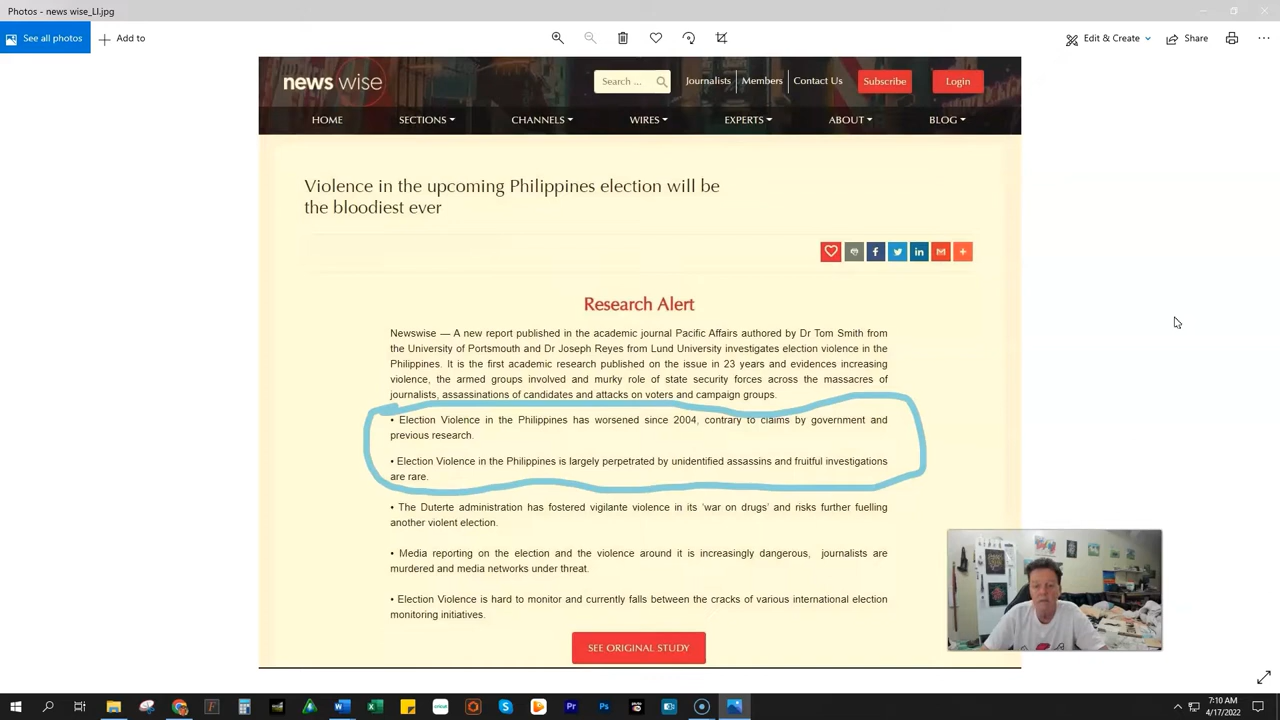 Photos - news wise_LI.jpg
See all photos
Add to
Edit & Create
Share
news wise
Search ...
Journalists
Members
Contact Us
Subscribe
Login
HOME
SECTIONS
CHANNELS
WIRES
EXPERTS
ABOUT
BLOG
Violence in the upcoming Philippines election will be
the bloodiest ever
Research Alert
Newswise — A new report published in the academic journal Pacific Affairs authored by Dr Tom Smith from
the University of Portsmouth and Dr Joseph Reyes from Lund University investigates election violence in the
Philippines. It is the first academic research published on the issue in 23 years and evidences increasing
violence, the armed groups involved and murky role of state security forces across the massacres of
journalists, assassinations of candidates and attacks on voters and campaign groups.
• Election Violence in the Philippines has worsened since 2004, contrary to claims by government and
previous research.
• Election Violence in the Philippines is largely perpetrated by unidentified assassins and fruitful investigations
are rare.
• The Duterte administration has fostered vigilante violence in its ‘war on drugs’ and risks further fuelling
another violent election.
• Media reporting on the election and the violence around it is increasingly dangerous, journalists are
murdered and media networks under threat.
• Election Violence is hard to monitor and currently falls between the cracks of various international election
monitoring initiatives.
SEE ORIGINAL STUDY
7:10 AM
4/17/2022